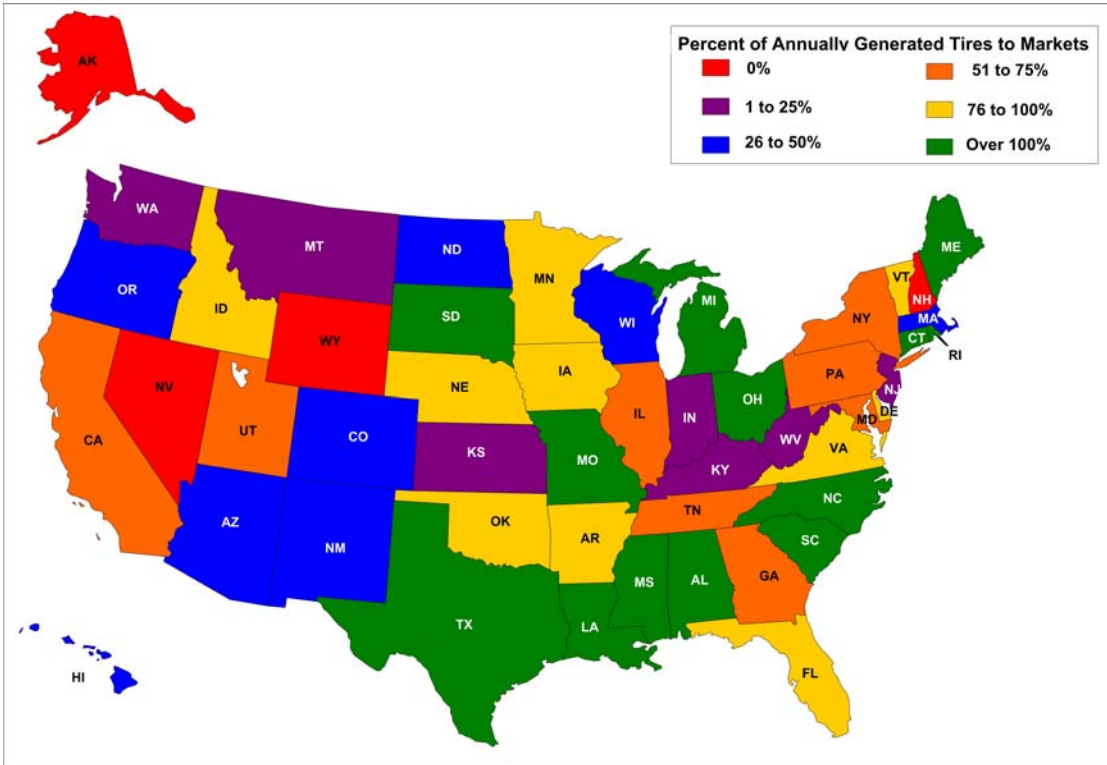 Percent of Annually Generated Tires to Markets
0%
51 to 75%
1 to 25%
76 to 100%
26 to 50%
Over 100%
AK
WA
MT
ND
MN
ME
OR
ID
SD
WI
MI
VT
NH
NY
MA
CT
RI
WY
NV
NE
IA
PA
NJ
CA
UT
CO
KS
MO
IL
IN
OH
WV
MD
DE
VA
KY
AZ
NM
OK
AR
TN
NC
SC
TX
LA
MS
AL
GA
FL
HI